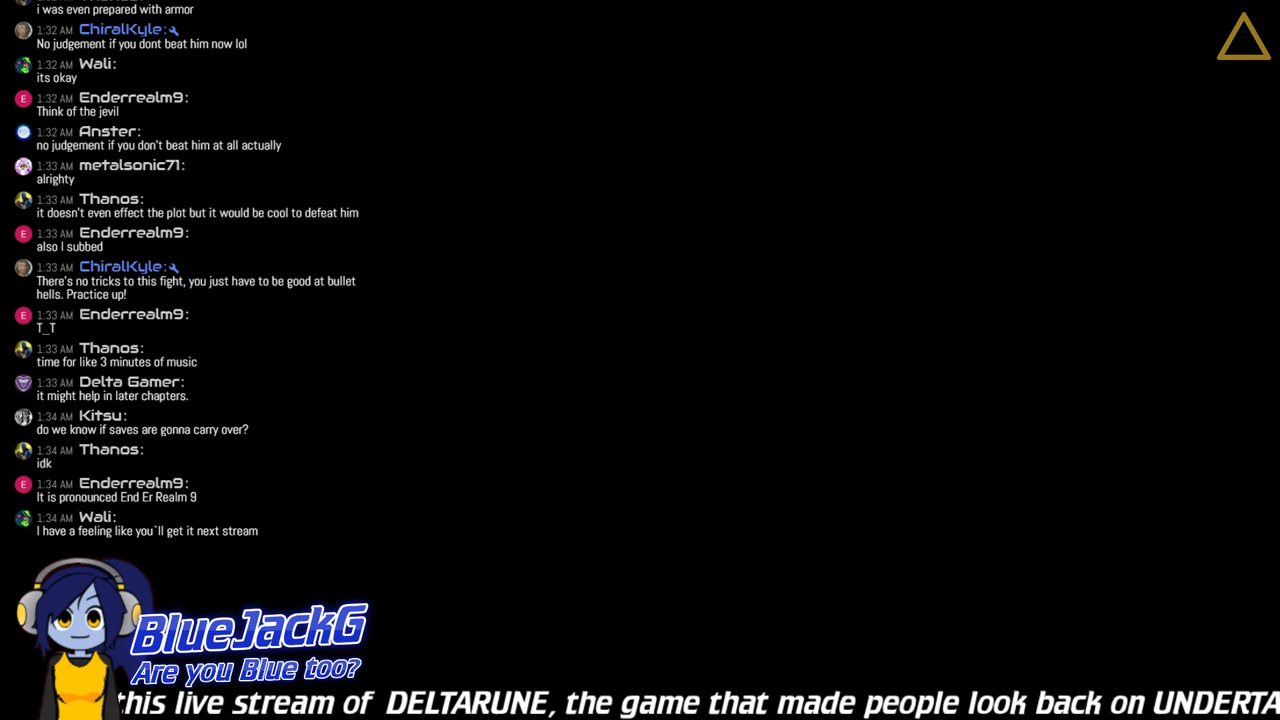 i was even prepared with armor
1:32 AM ChiralKyle:
No judgement if you dont beat him now lol
1:32 AM Wali:
its okay
E 1:32 AM Enderrealm9:
Think of the jevil
1:32 AM Anster:
no judgement if you don't beat him at all actually
1:33 AM metalsonic71:
alrighty
1:33 AM Thanos:
it doesn't even effect the plot but it would be cool to defeat him
E 1:33 AM Enderrealm9:
also I subbed
1:33 AM ChiralKyle:
There's no tricks to this fight, you just have to be good at bullet
hells. Practice up!
E 1:33 AM Enderrealm9:
T_T
1:33 AM Thanos:
time for like 3 minutes of music
1:33 AM Delta Gamer:
it might help in later chapters.
1:34 AM Kitsu:
do we know if saves are gonna carry over?
1:34 AM Thanos:
idk
E 1:34 AM Enderrealm9:
It is pronounced End Er Realm 9
1:34 AM Wali:
I have a feeling like you`ll get it next stream
BlueJackG
Are you Blue too?
this live stream of DELTARUNE, the game that made people look back on UNDERTA